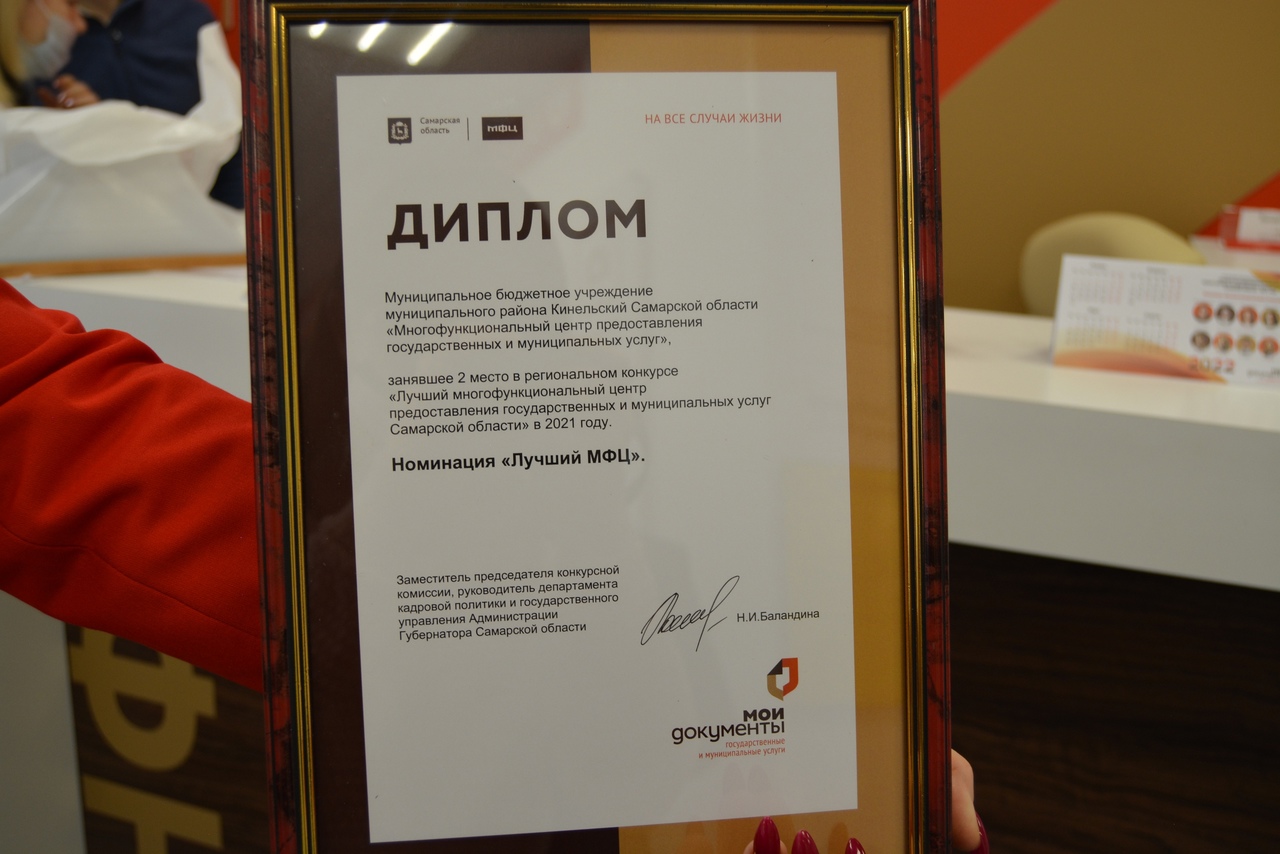 Самарская
область
МФЦ
НА ВСЕ СЛУЧАИ ЖИЗНИ
ДИПЛОМ
Муниципальное бюджетное учреждение
муниципального района Кинельский Самарской области
«Многофункциональный центр предоставления
государственных и муниципальных услуг»,
занявшее 2 место в региональном конкурсе
«Лучший многофункциональный центр
предоставления государственных и муниципальных услуг
Самарской области» в 2021 году.
Номинация «Лучший МФЦ».
Заместитель председателя конкурсной
комиссии, руководитель департамента
кадровой политики и государственного
управления Администрации
Губернатора Самарской области
Н.И.Баландина
мои
документы
государственные
и муниципальные услуги
2022